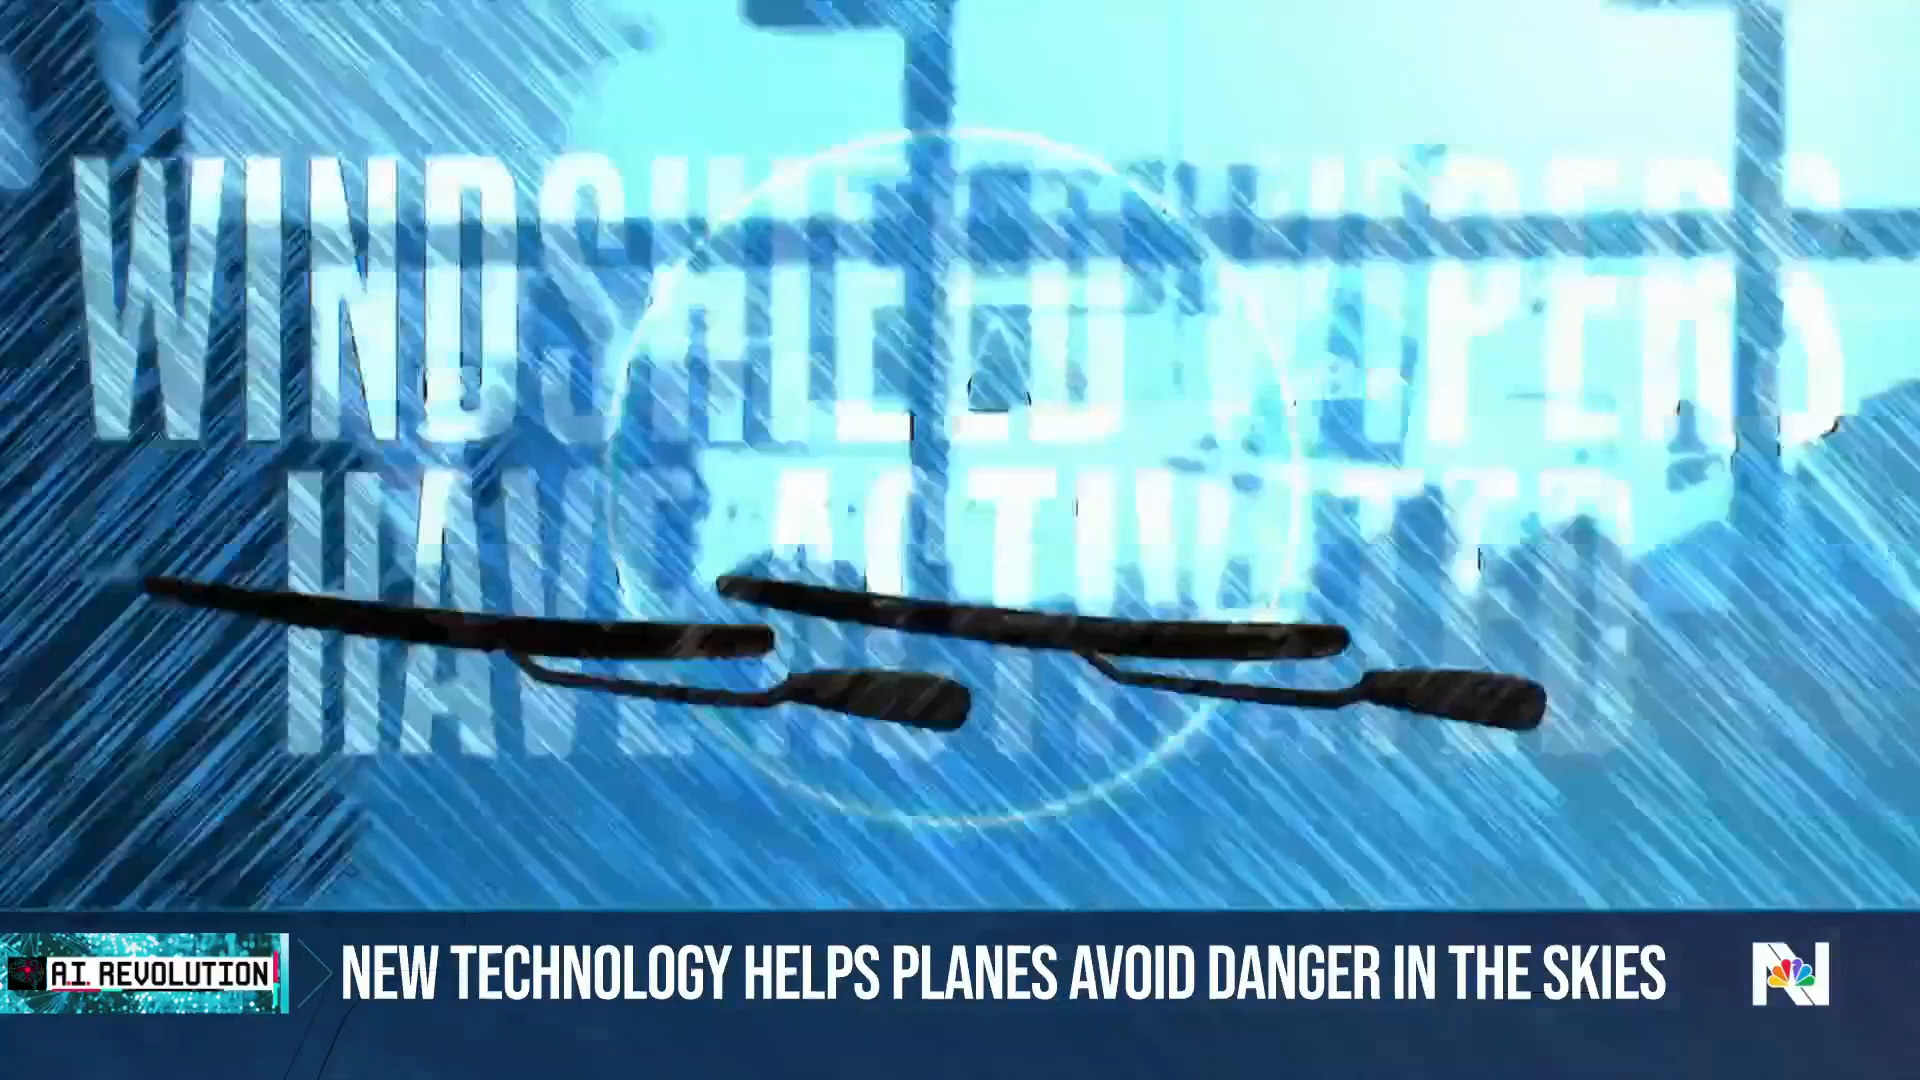 WINDSHIELD WIPERS
HAVE ACTIVATED
A.I. REVOLUTION
NEW TECHNOLOGY HELPS PLANES AVOID DANGER IN THE SKIES
N